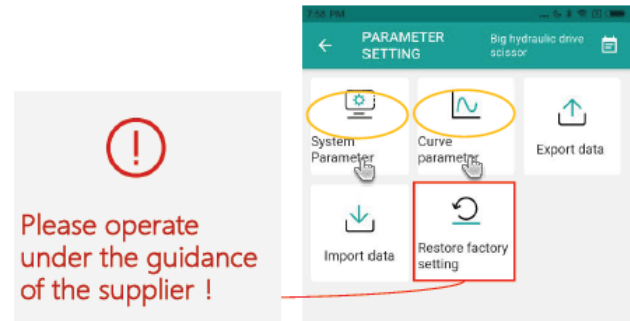 7:58 PM
PARAMETER
SETTING
Big hydraulic drive
scissor
System
Parameter
Curve
parameter
Export data
Import data
Restore factory
setting
Please operate
under the guidance
of the supplier !